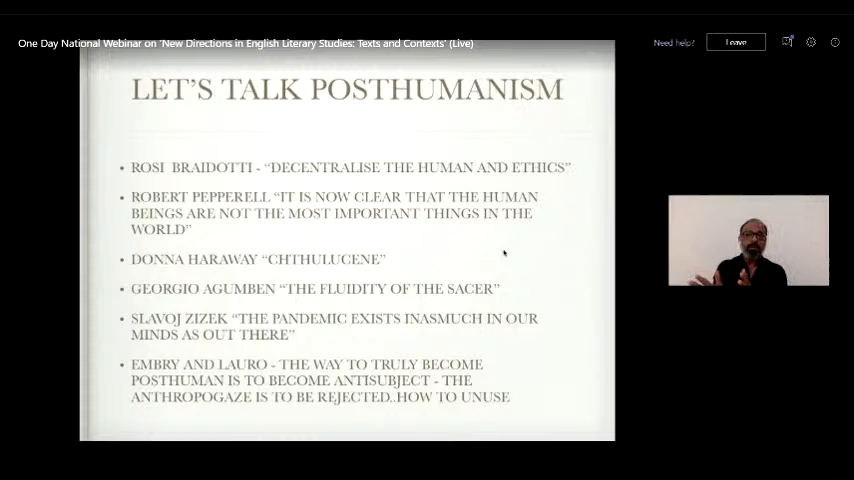 One Day National Webinar on 'New Directions in English Literary Studies: Texts and Contexts' (Live)
Need help?
Leave
LET'S TALK POSTHUMANISM
• ROSI BRAIDOTTI - "DECENTRALISE THE HUMAN AND ETHICS"
• ROBERT PEPPERELL "IT IS NOW CLEAR THAT THE HUMAN
BEINGS ARE NOT THE MOST IMPORTANT THINGS IN THE
WORLD"
• DONNA HARAWAY "CHTHULUCENE"
• GEORGIO AGUMBEN "THE FLUIDITY OF THE SACER"
• SLAVOJ ZIZEK "THE PANDEMIC EXISTS INASMUCH IN OUR
MINDS AS OUT THERE"
• EMBRY AND LAURO - THE WAY TO TRULY BECOME
POSTHUMAN IS TO BECOME ANTISUBJECT - THE
ANTHROPOGAZE IS TO BE REJECTED..HOW TO UNUSE